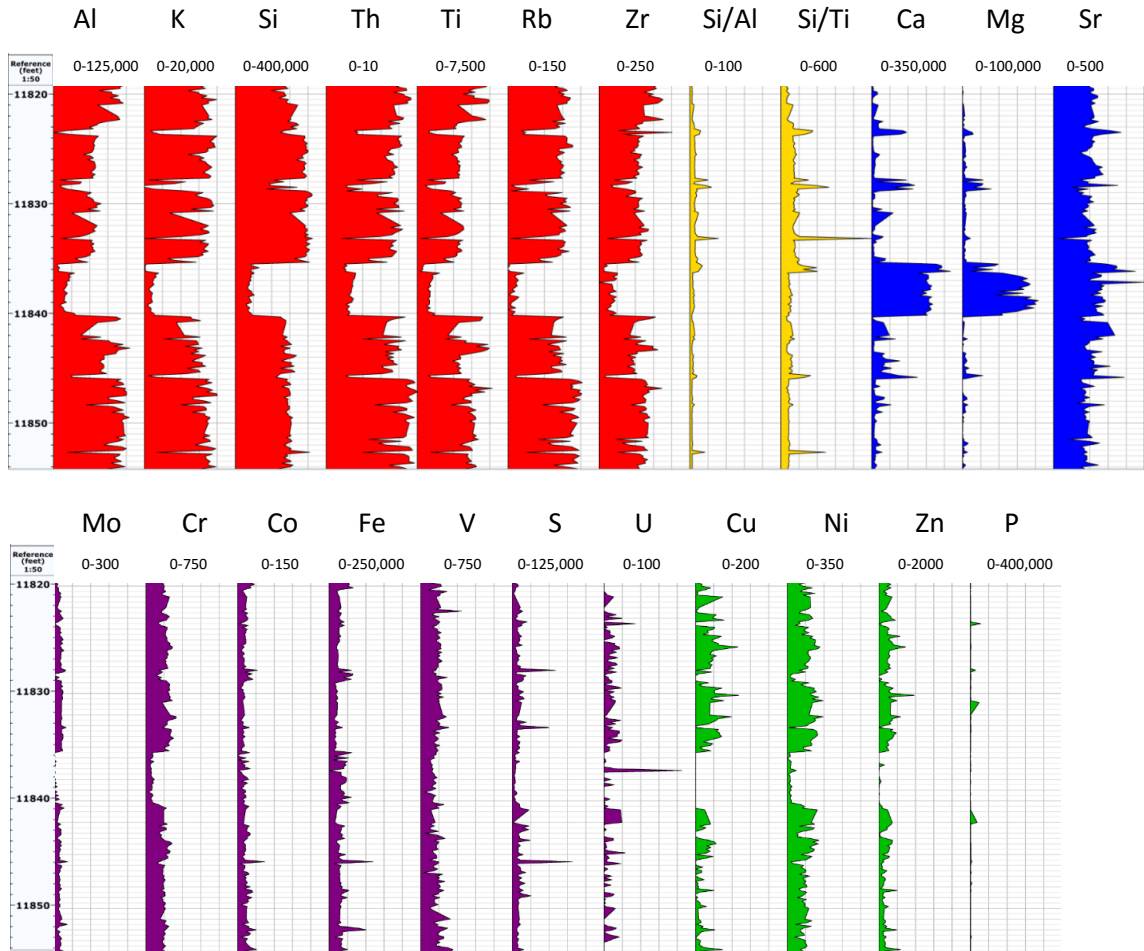 Al K Si Th Ti Rb Zr Si/Al Si/Ti Ca Mg Sr
Reference
(feet)
1:50
0-125,000 0-20,000 0-400,000 0-10 0-7,500 0-150 0-250 0-100 0-600 0-350,000 0-100,000 0-500
11820
11830
11840
11850
Mo Cr Co Fe V S U Cu Ni Zn P
Reference
(feet)
1:50
0-300 0-750 0-150 0-250,000 0-750 0-125,000 0-100 0-200 0-350 0-2000 0-400,000
11820
11830
11840
11850